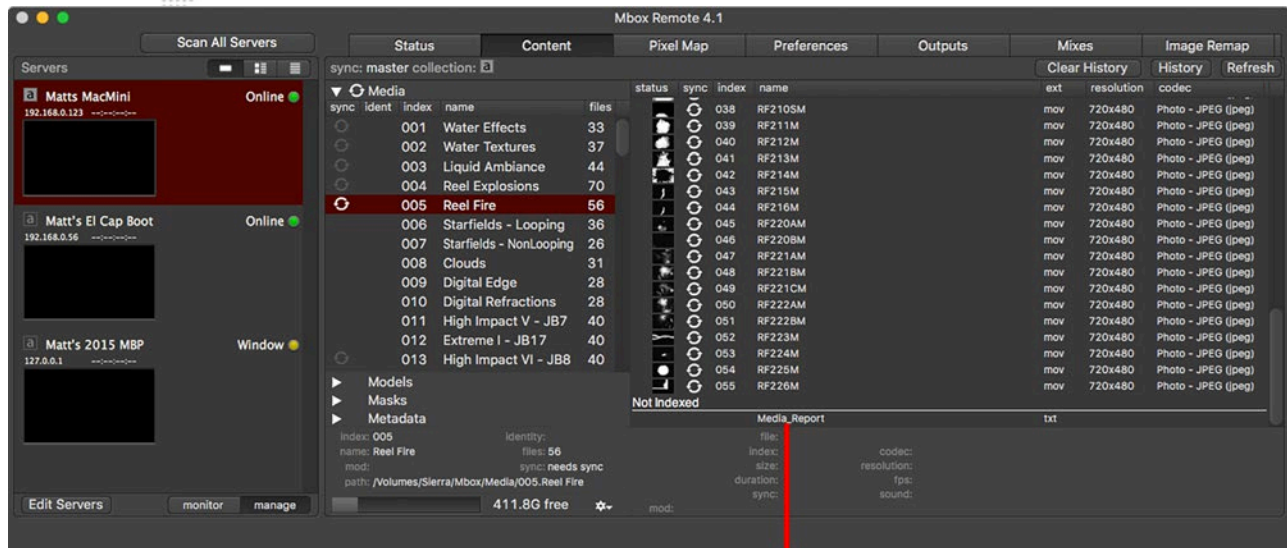 Mbox Remote 4.1
Scan All Servers
Status Content Pixel Map Preferences Outputs Mixes Image Remap
Servers
sync: master collection: a
Clear History History Refresh
a Matts MacMini Online
192.168.0.123 --:--:--:--
a Matt's El Cap Boot Online
192.168.0.56 --:--:--:--
a Matt's 2015 MBP Window
127.0.0.1 --:--:--:--
Edit Servers monitor manage
Media
sync ident index name files
001 Water Effects 33
002 Water Textures 37
003 Liquid Ambiance 44
004 Reel Explosions 70
005 Reel Fire 56
006 Starfields - Looping 36
007 Starfields - NonLooping 26
008 Clouds 31
009 Digital Edge 28
010 Digital Refractions 28
011 High Impact V - JB7 40
012 Extreme I - JB17 40
013 High Impact VI - JB8 40
Models
Masks
Metadata
status sync index name ext resolution codec
038 RF210SM mov 720x480 Photo - JPEG (jpeg)
039 RF211M mov 720x480 Photo - JPEG (jpeg)
040 RF212M mov 720x480 Photo - JPEG (jpeg)
041 RF213M mov 720x480 Photo - JPEG (jpeg)
042 RF214M mov 720x480 Photo - JPEG (jpeg)
043 RF215M mov 720x480 Photo - JPEG (jpeg)
044 RF216M mov 720x480 Photo - JPEG (jpeg)
045 RF220AM mov 720x480 Photo - JPEG (jpeg)
046 RF220BM mov 720x480 Photo - JPEG (jpeg)
047 RF221AM mov 720x480 Photo - JPEG (jpeg)
048 RF221BM mov 720x480 Photo - JPEG (jpeg)
049 RF221CM mov 720x480 Photo - JPEG (jpeg)
050 RF222AM mov 720x480 Photo - JPEG (jpeg)
051 RF222BM mov 720x480 Photo - JPEG (jpeg)
052 RF223M mov 720x480 Photo - JPEG (jpeg)
053 RF224M mov 720x480 Photo - JPEG (jpeg)
054 RF225M mov 720x480 Photo - JPEG (jpeg)
055 RF226M mov 720x480 Photo - JPEG (jpeg)
Not Indexed
Media_Report txt
index: 005 identity:
name: Reel Fire files: 56
mod: sync: needs sync
path: /Volumes/Sierra/Mbox/Media/005.Reel Fire
411.8G free
file:
index: codec:
size: resolution:
duration: fps:
sync: sound:
mod: